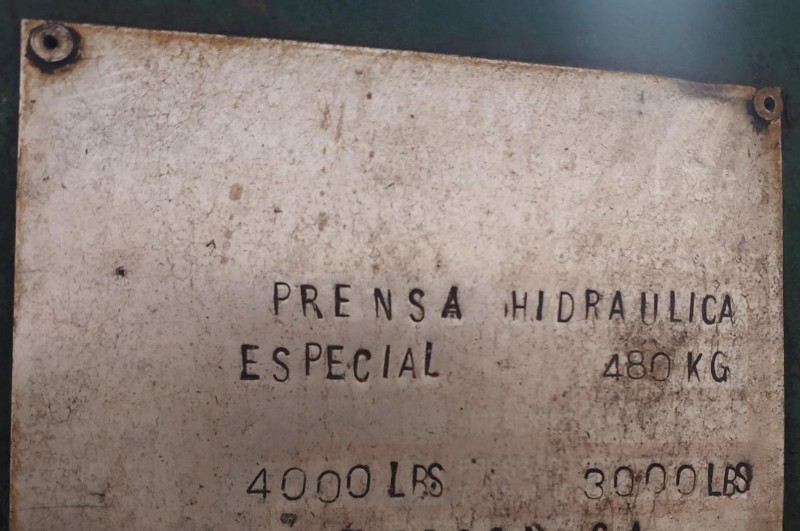 PRENSA HIDRAULICA
ESPECIAL 480 KG
4000 LBS 3000 LBS